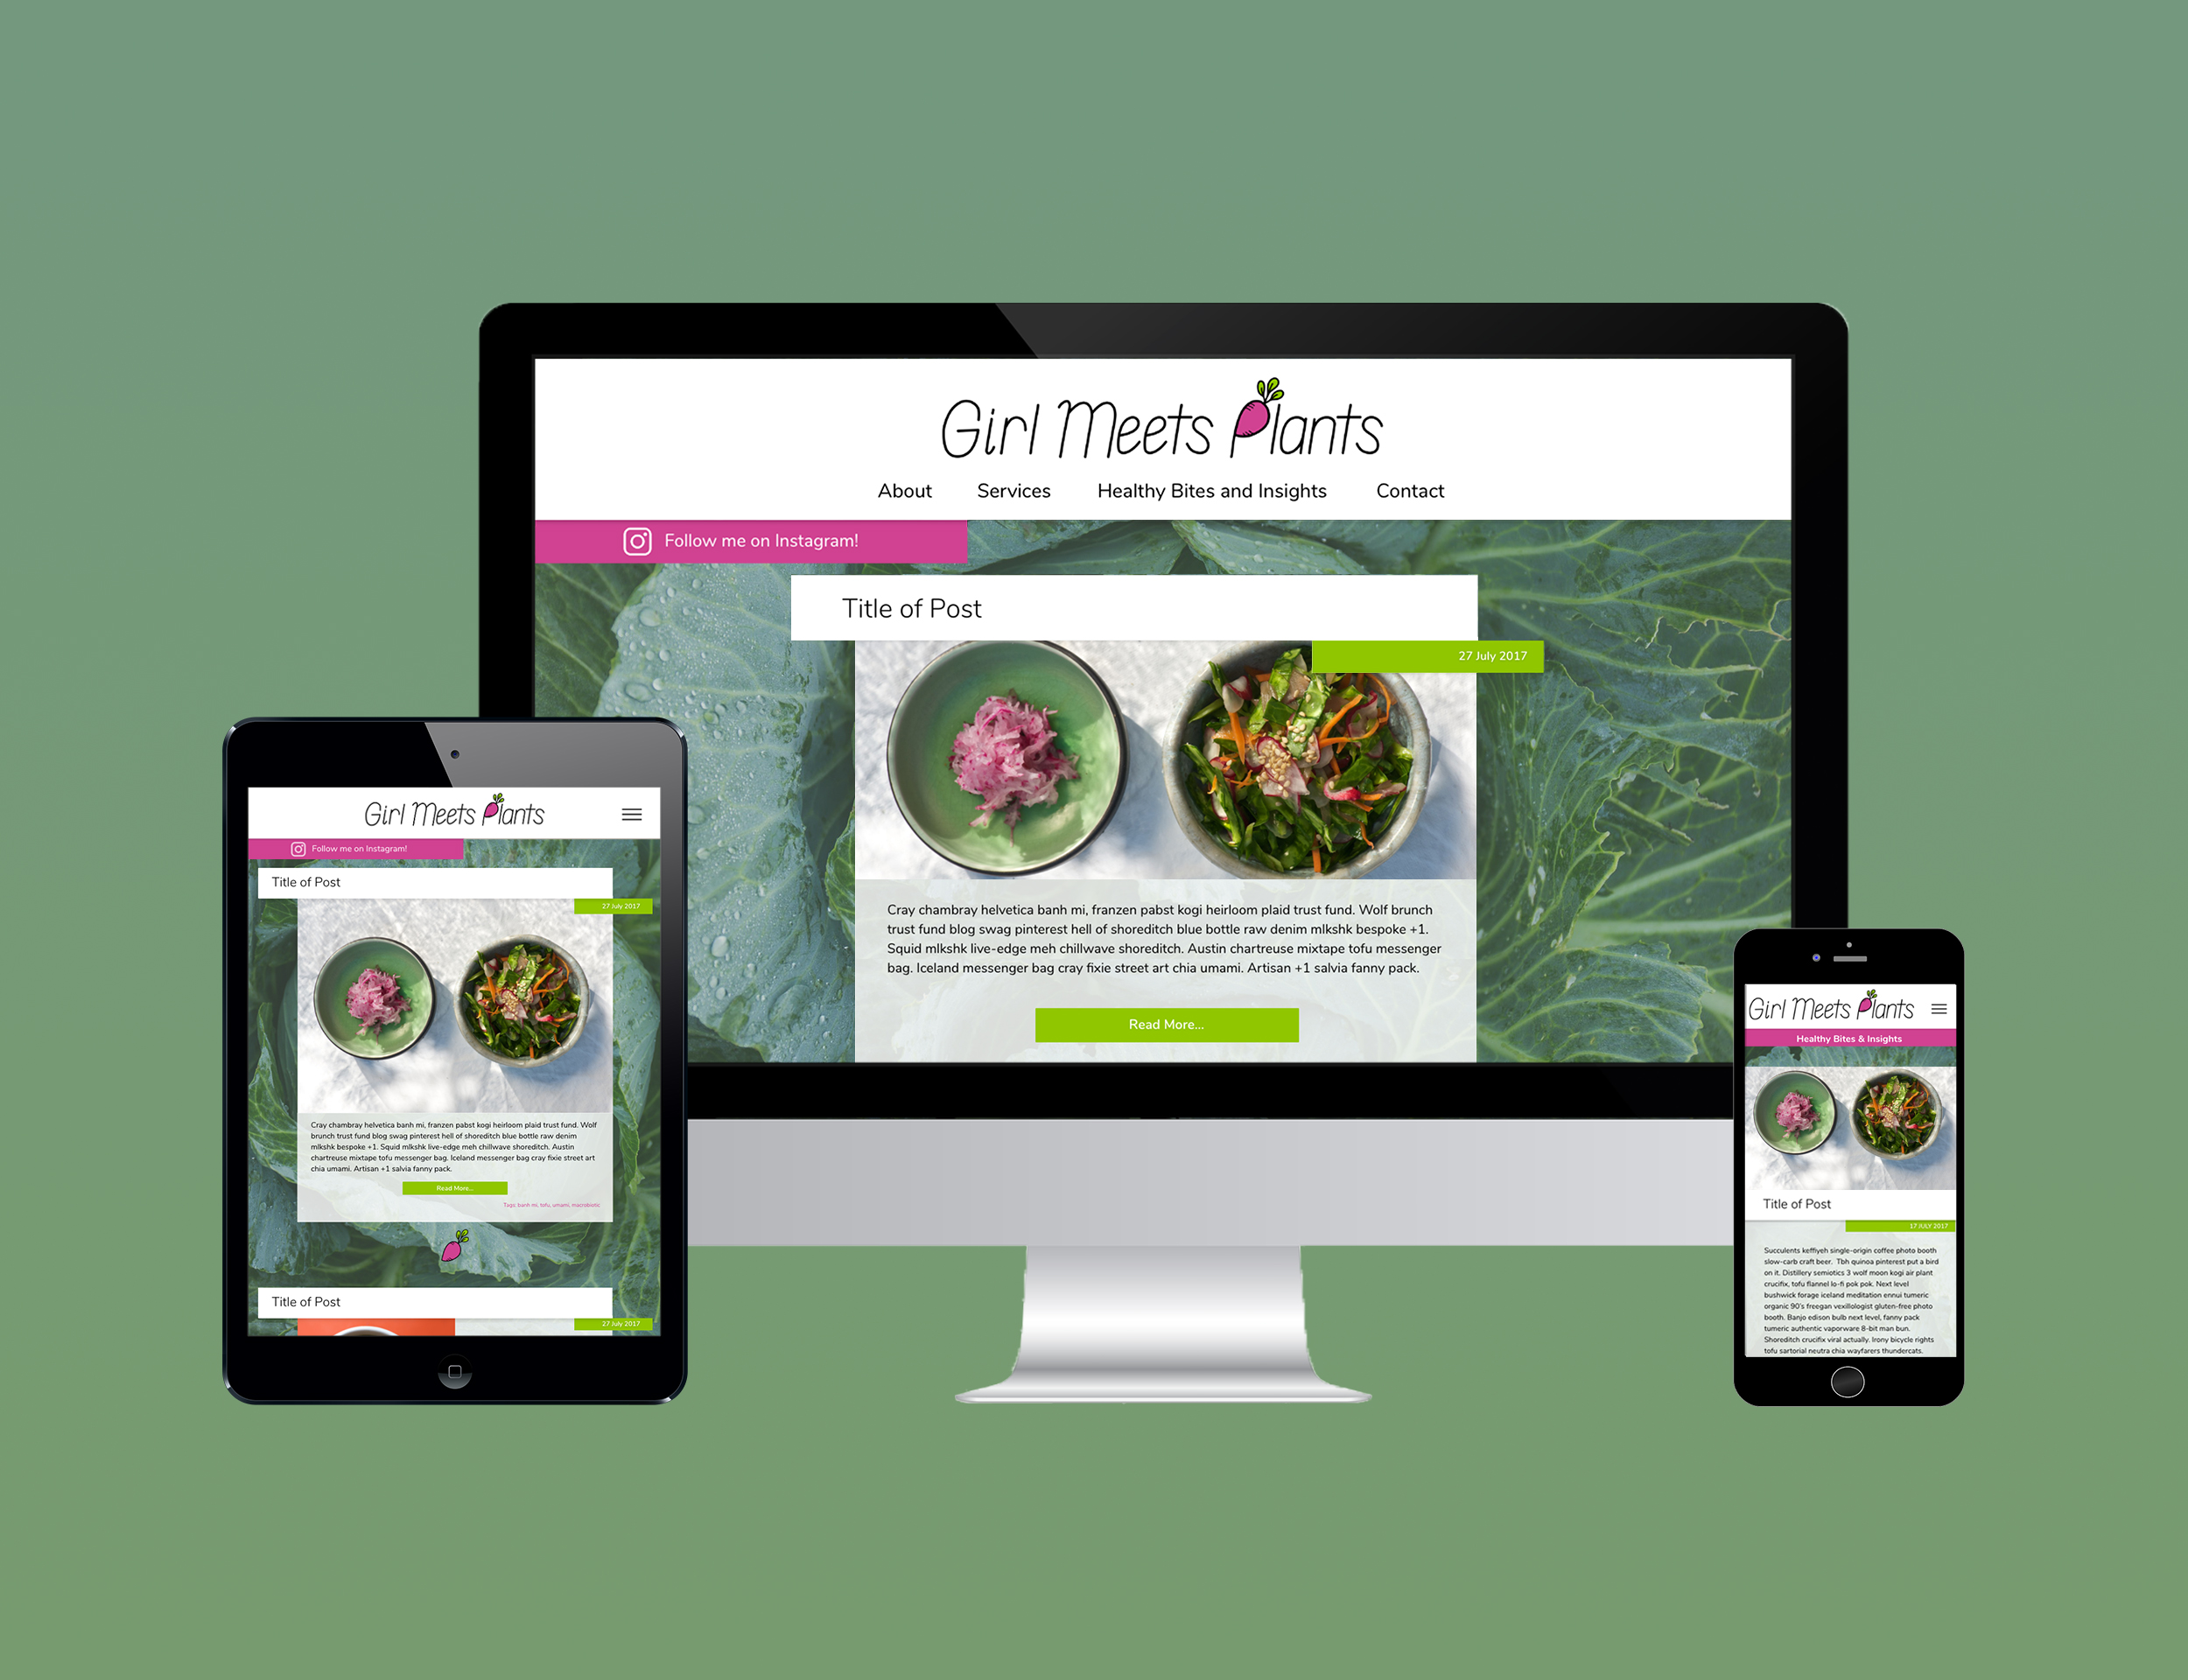 Girl Meets Plants
About Services Healthy Bites and Insights Contact
Follow me on Instagram!
Title of Post
27 July 2017
Cray chambray helvetica banh mi, franzen pabst kogi heirloom plaid trust fund. Wolf brunch
trust fund blog swag pinterest hell of shoreditch blue bottle raw denim mlkshk bespoke +1.
Squid mlkshk live-edge meh chillwave shoreditch. Austin chartreuse mixtape tofu messenger
bag. Iceland messenger bag cray fixie street art chia umami. Artisan +1 salvia fanny pack.
Read More...
Girl Meets Plants
Follow me on Instagram!
Title of Post
27 July 2017
Cray chambray helvetica banh mi, franzen pabst kogi heirloom plaid trust fund. Wolf
brunch trust fund blog swag pinterest hell of shoreditch blue bottle raw denim
mlkshk bespoke +1. Squid mlkshk live-edge meh chillwave shoreditch. Austin
chartreuse mixtape tofu messenger bag. Iceland messenger bag cray fixie street art
chia umami. Artisan +1 salvia fanny pack.
Read More...
Tags: banh mi, tofu, umami, macrobiotic
Title of Post
27 July 2017
Girl Meets Plants
Healthy Bites & Insights
Title of Post
17 JULY 2017
Succulents keffiyeh single-origin coffee photo booth
slow-carb craft beer. Tbh quinoa pinterest put a bird
on it. Distillery semiotics 3 wolf moon kogi air plant
crucifix, tofu flannel lo-fi pok pok. Next level
bushwick forage iceland meditation ennui tumeric
organic 90's freegan vexillologist gluten-free photo
booth. Banjo edison bulb next level, fanny pack
tumeric authentic vaporware 8-bit man bun.
Shoreditch crucifix viral actually. Irony bicycle rights
tofu sartorial neutra chia wayfarers thundercats.